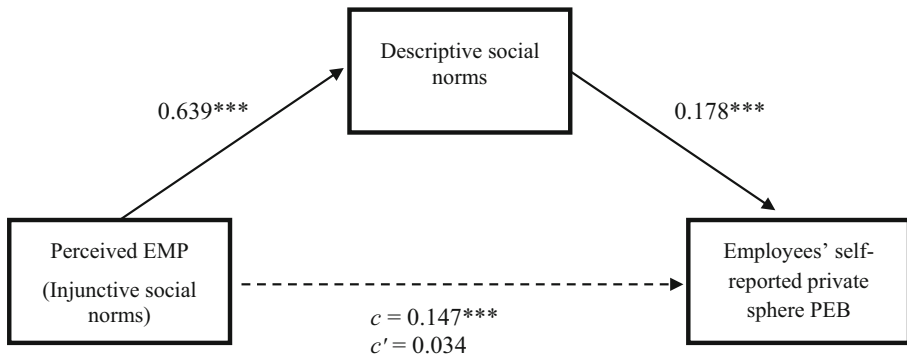 Descriptive social
norms
0.639***
0.178***
Perceived EMP
(Injunctive social
norms)
Employees’ self-
reported private
sphere PEB
c = 0.147***
c' = 0.034